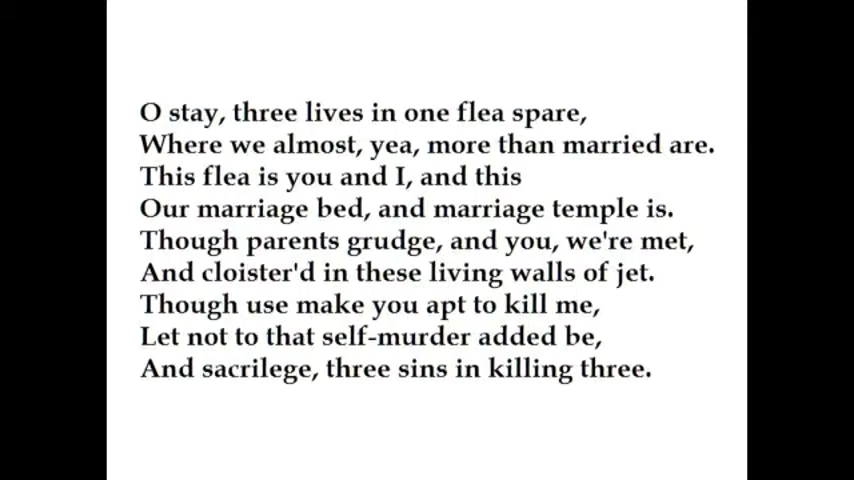 O stay, three lives in one flea spare,
Where we almost, yea, more than married are.
This flea is you and I, and this
Our marriage bed, and marriage temple is.
Though parents grudge, and you, we're met,
And cloister'd in these living walls of jet.
Though use make you apt to kill me,
Let not to that self-murder added be,
And sacrilege, three sins in killing three.